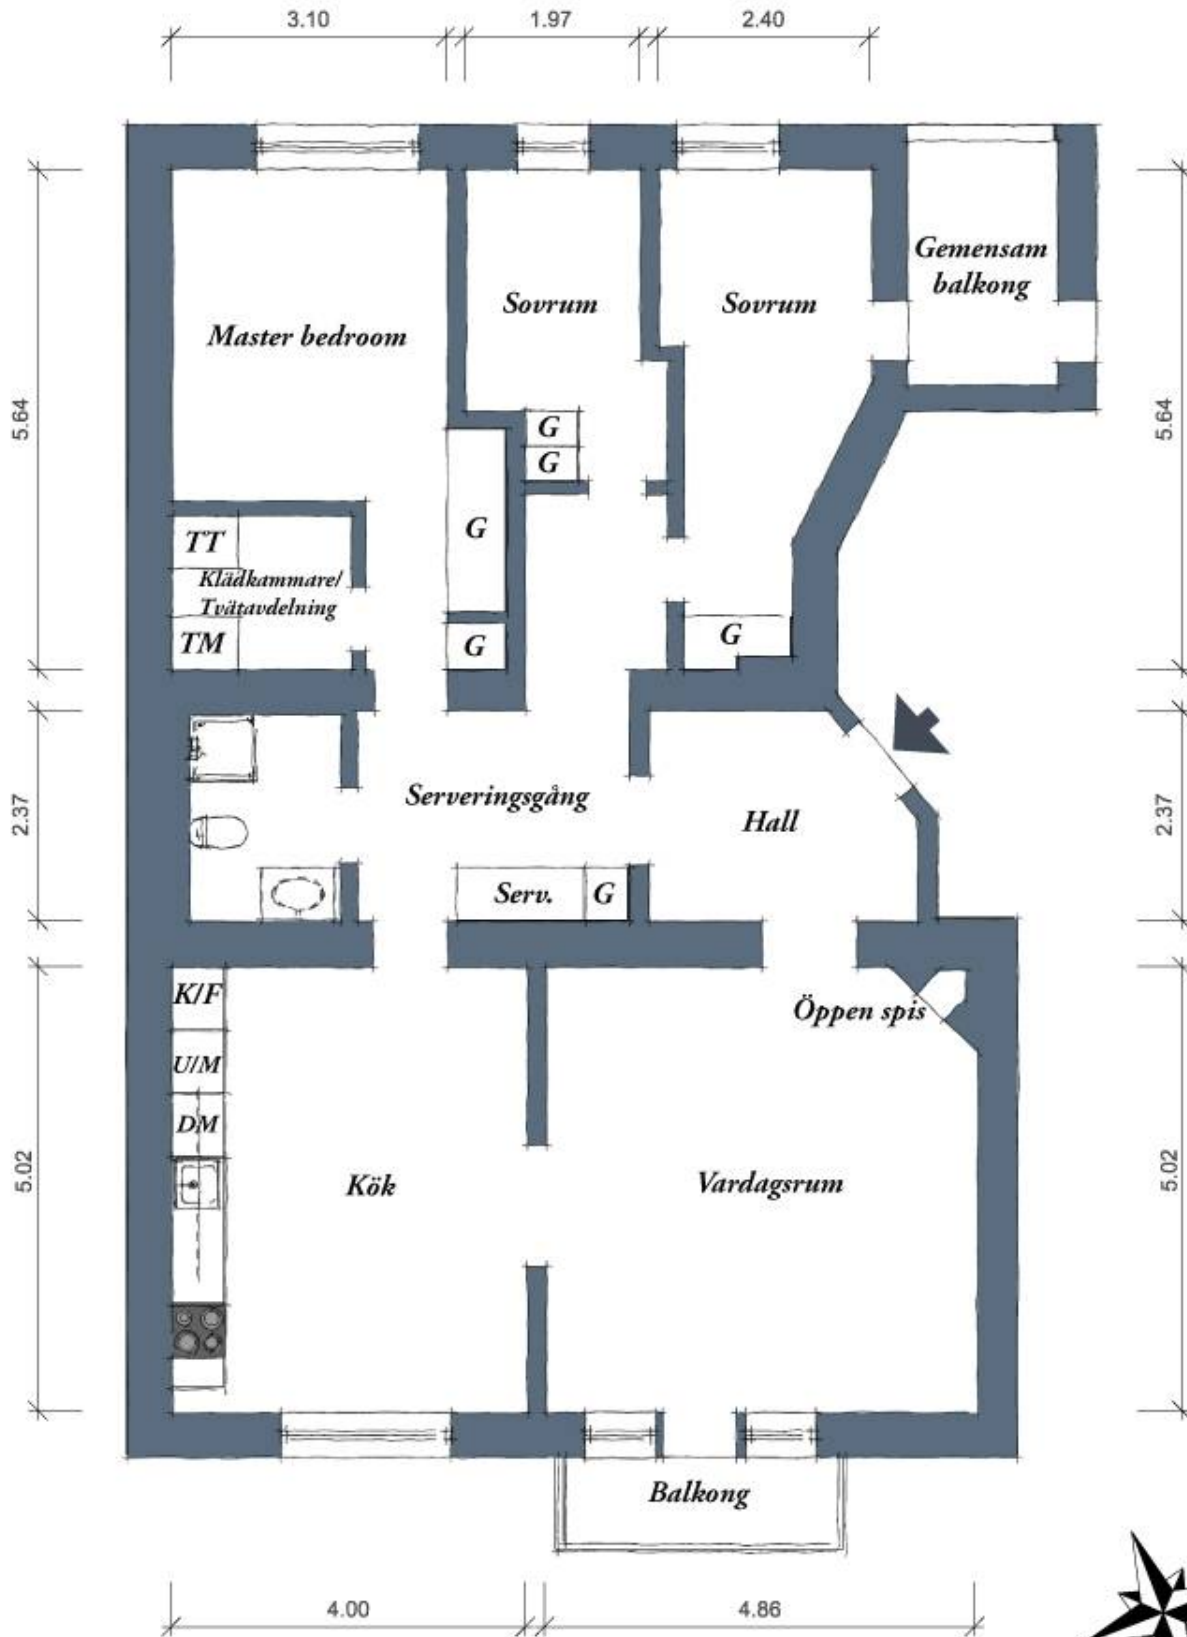 3.10
1.97
2.40
Gemensam
balkong
Sovrum
Sovrum
Master bedroom
5.64
5.64
G
G
G
TT
Klädkammare/
Tvätavdelning
TM
G
G
Serveringsgång
Hall
2.37
2.37
Serv.
G
K/F
Öppen spis
U/M
DM
5.02
5.02
Kök
Vardagsrum
Balkong
4.00
4.86